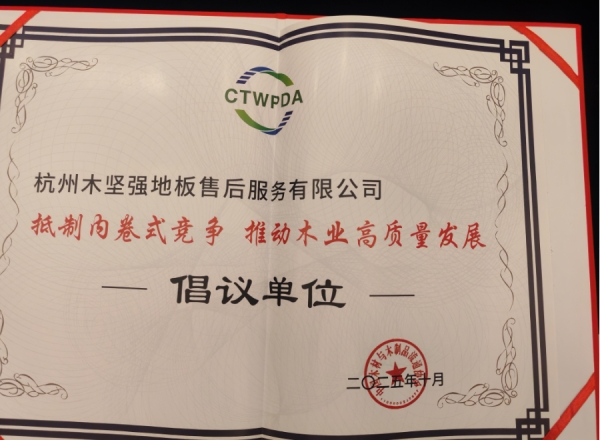 CTWPDA
杭州木坚强地板售后服务有限公司
抵制内卷式竞争 推动木业高质量发展
倡议单位
二〇二五年十月